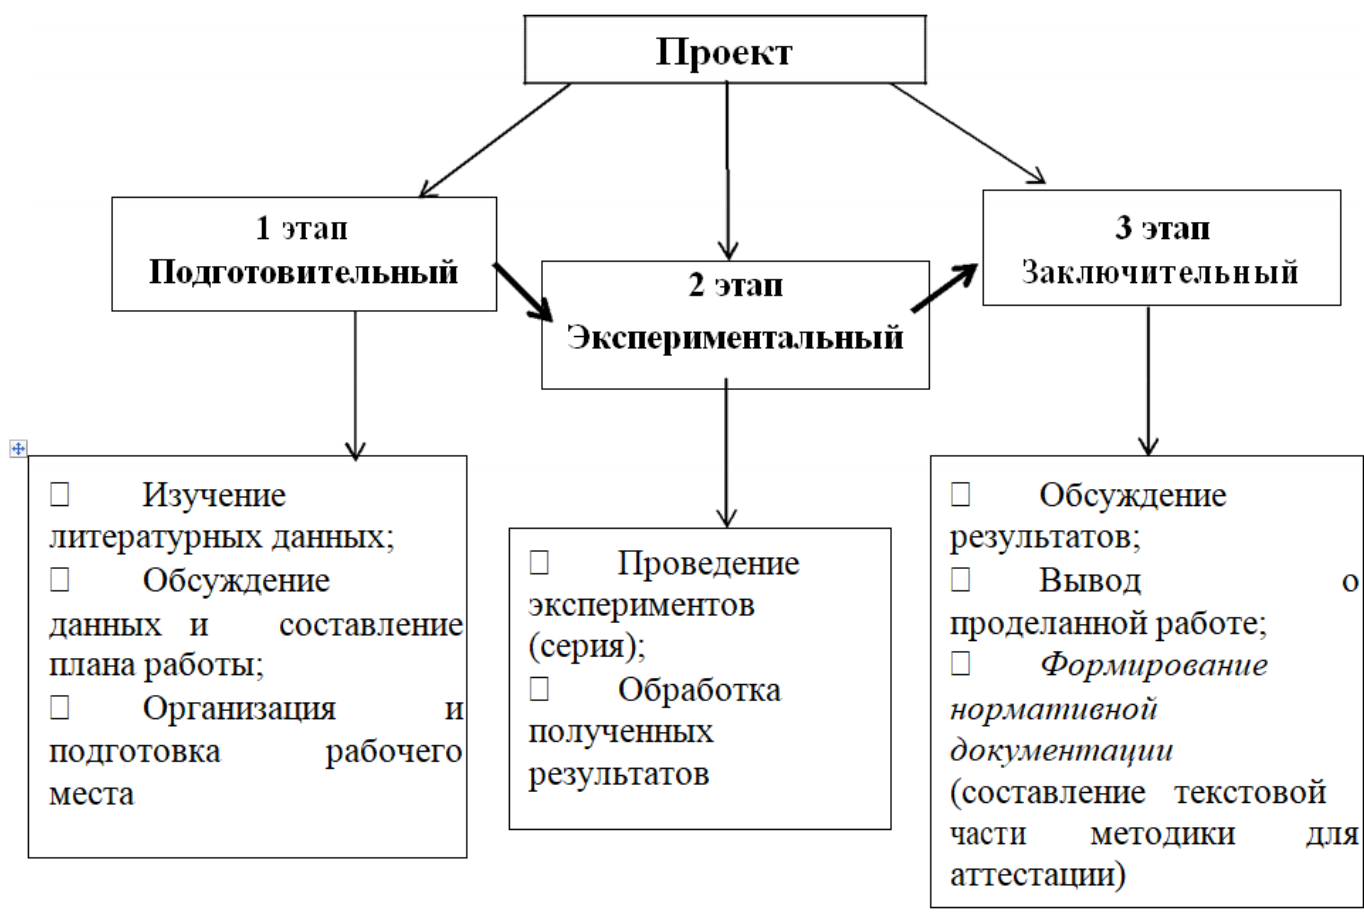 Проект
1 этап
Подготовительный
2 этап
Экспериментальный
3 этап
Заключительный
Изучение
литературных данных;
Обсуждение
данных и составление
плана работы;
Организация и
подготовка рабочего
места
Проведение
экспериментов
(серия);
Обработка
полученных
результатов
Обсуждение
результатов;
Вывод о
проделанной работе;
Формирование
нормативной
документации
(составление текстовой
части методики для
аттестации)